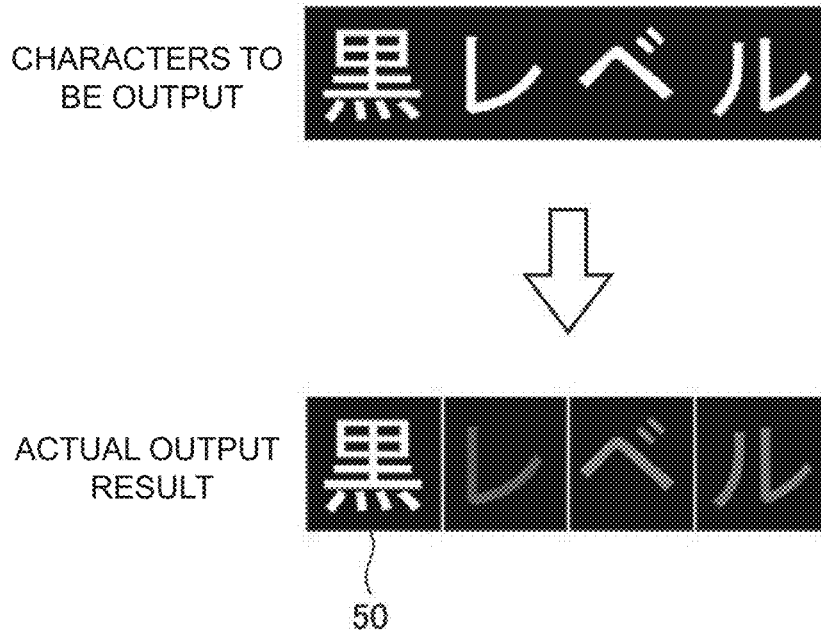 CHARACTERS TO
BE OUTPUT
黒レベル
ACTUAL OUTPUT
RESULT
黒レベル
50